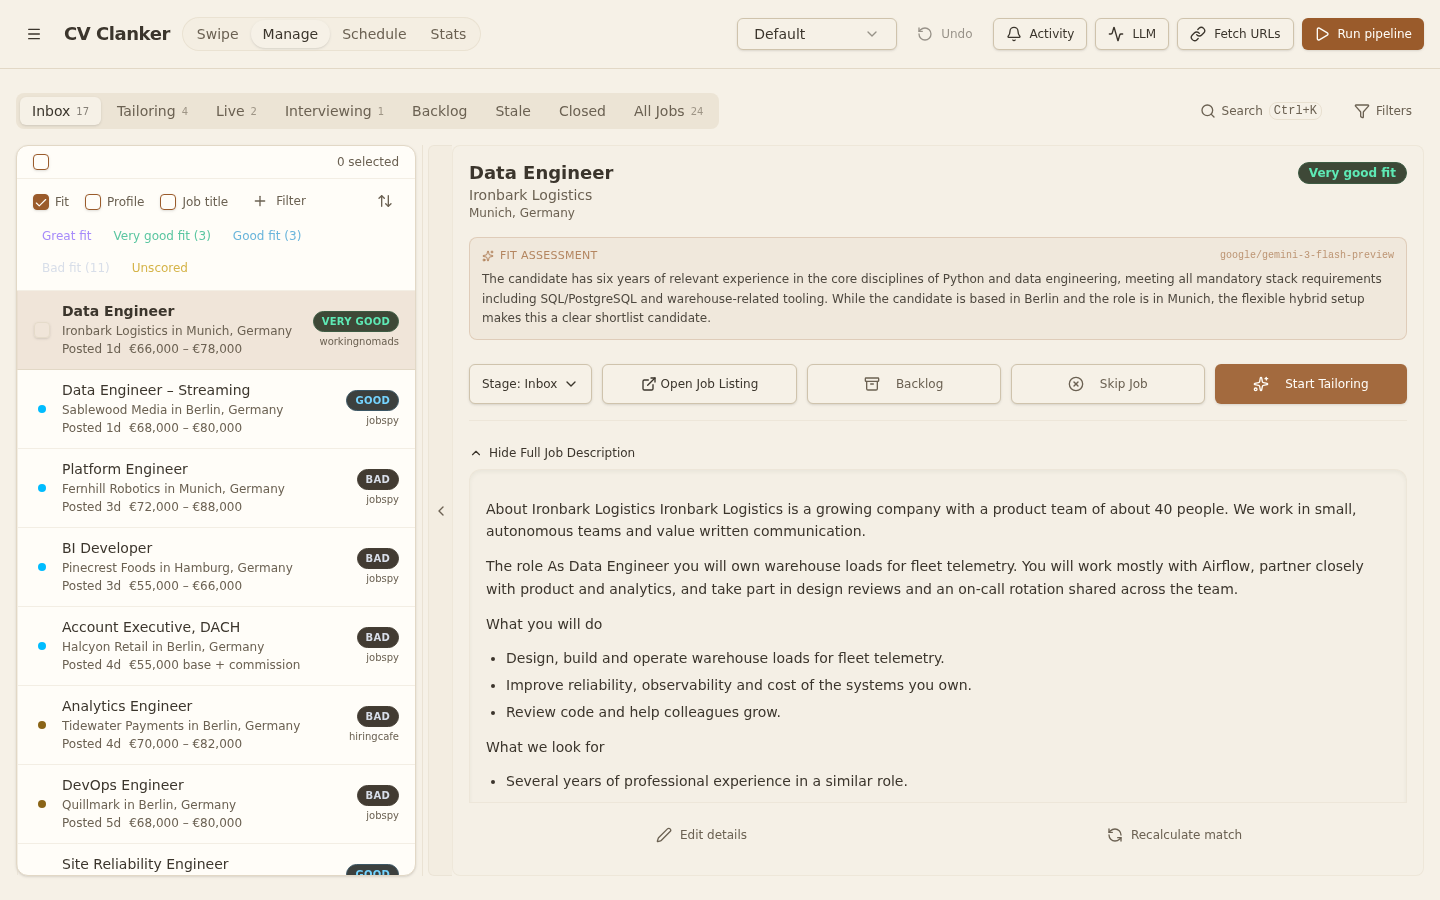 CV Clanker
Swipe
Manage
Schedule
Stats
Default
Undo
Activity
LLM
Fetch URLs
Run pipeline
Inbox 17
Tailoring 4
Live 2
Interviewing 1
Backlog
Stale
Closed
All Jobs 24
Search Ctrl+K
Filters
0 selected
Fit
Profile
Job title
Filter
Great fit
Very good fit (3)
Good fit (3)
Bad fit (11)
Unscored
Data Engineer
Ironbark Logistics in Munich, Germany
Posted 1d €66,000 – €78,000
VERY GOOD
workingnomads
Data Engineer – Streaming
Sablewood Media in Berlin, Germany
Posted 1d €68,000 – €80,000
GOOD
jobspy
Platform Engineer
Fernhill Robotics in Munich, Germany
Posted 3d €72,000 – €88,000
BAD
jobspy
BI Developer
Pinecrest Foods in Hamburg, Germany
Posted 3d €55,000 – €66,000
BAD
jobspy
Account Executive, DACH
Halcyon Retail in Berlin, Germany
Posted 4d €55,000 base + commission
BAD
jobspy
Analytics Engineer
Tidewater Payments in Berlin, Germany
Posted 4d €70,000 – €82,000
BAD
hiringcafe
DevOps Engineer
Quillmark in Berlin, Germany
Posted 5d €68,000 – €80,000
BAD
jobspy
Site Reliability Engineer
GOOD
Data Engineer
Ironbark Logistics
Munich, Germany
Very good fit
FIT ASSESSMENT
google/gemini-3-flash-preview
The candidate has six years of relevant experience in the core disciplines of Python and data engineering, meeting all mandatory stack requirements
including SQL/PostgreSQL and warehouse-related tooling. While the candidate is based in Berlin and the role is in Munich, the flexible hybrid setup
makes this a clear shortlist candidate.
Stage: Inbox
Open Job Listing
Backlog
Skip Job
Start Tailoring
Hide Full Job Description
About Ironbark Logistics Ironbark Logistics is a growing company with a product team of about 40 people. We work in small,
autonomous teams and value written communication.
The role As Data Engineer you will own warehouse loads for fleet telemetry. You will work mostly with Airflow, partner closely
with product and analytics, and take part in design reviews and an on-call rotation shared across the team.
What you will do
• Design, build and operate warehouse loads for fleet telemetry.
• Improve reliability, observability and cost of the systems you own.
• Review code and help colleagues grow.
What we look for
• Several years of professional experience in a similar role.
Edit details
Recalculate match